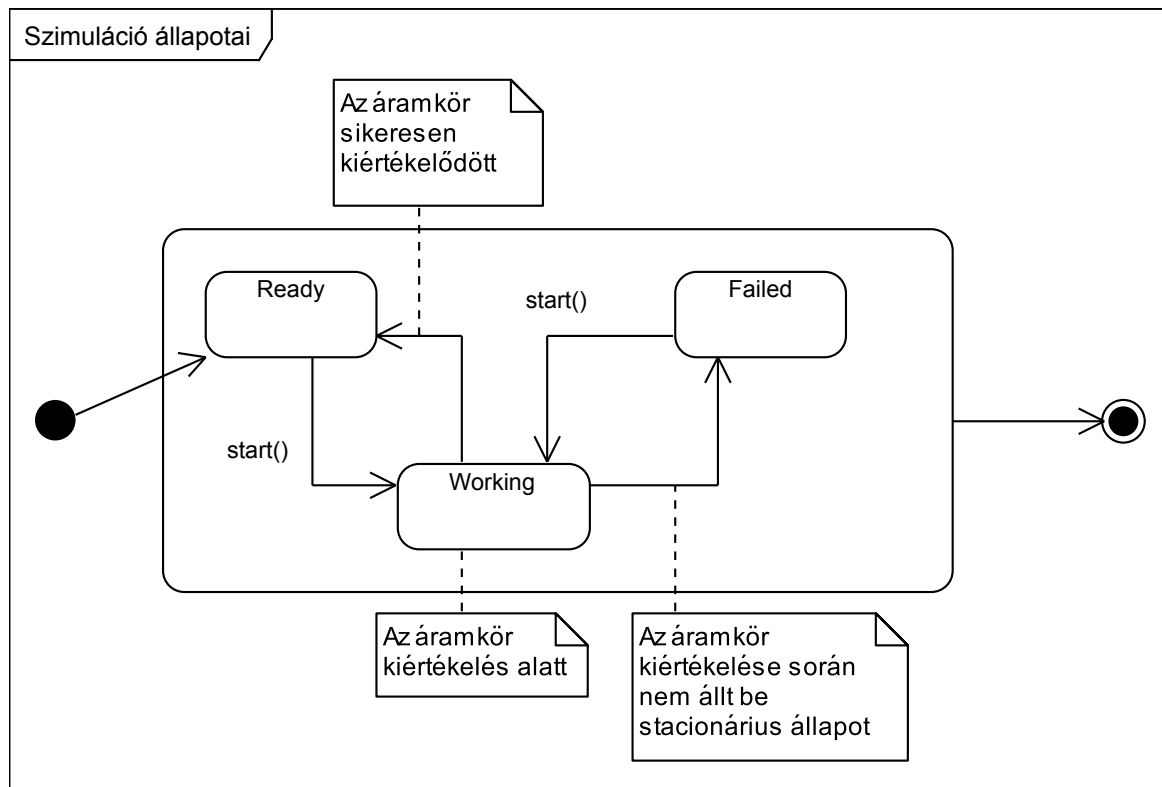 Szimuláció állapotai
Az áramkör
sikeresen
kiértékelődött
Ready
start()
Failed
start()
Working
Az áramkör
kiértékelés alatt
Az áramkör
kiértékelése során
nem állt be
stacionárius állapot